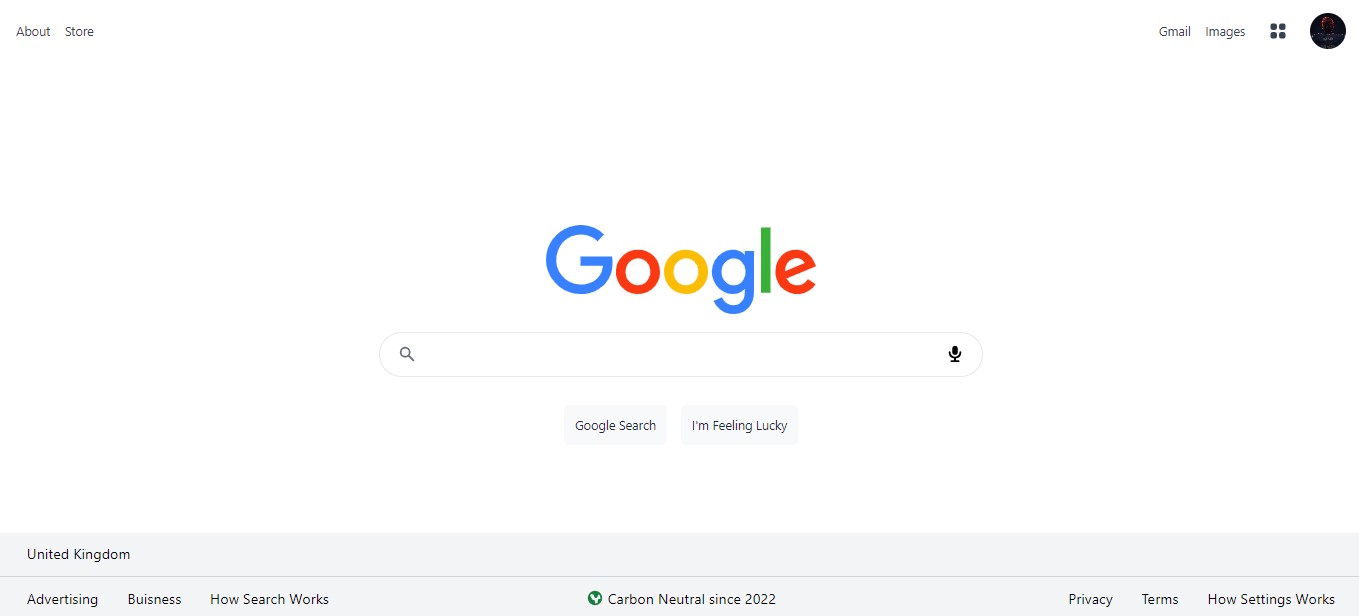 About Store Gmail Images
Google
Google Search I'm Feeling Lucky
United Kingdom
Advertising Buisness How Search Works Carbon Neutral since 2022 Privacy Terms How Settings Works